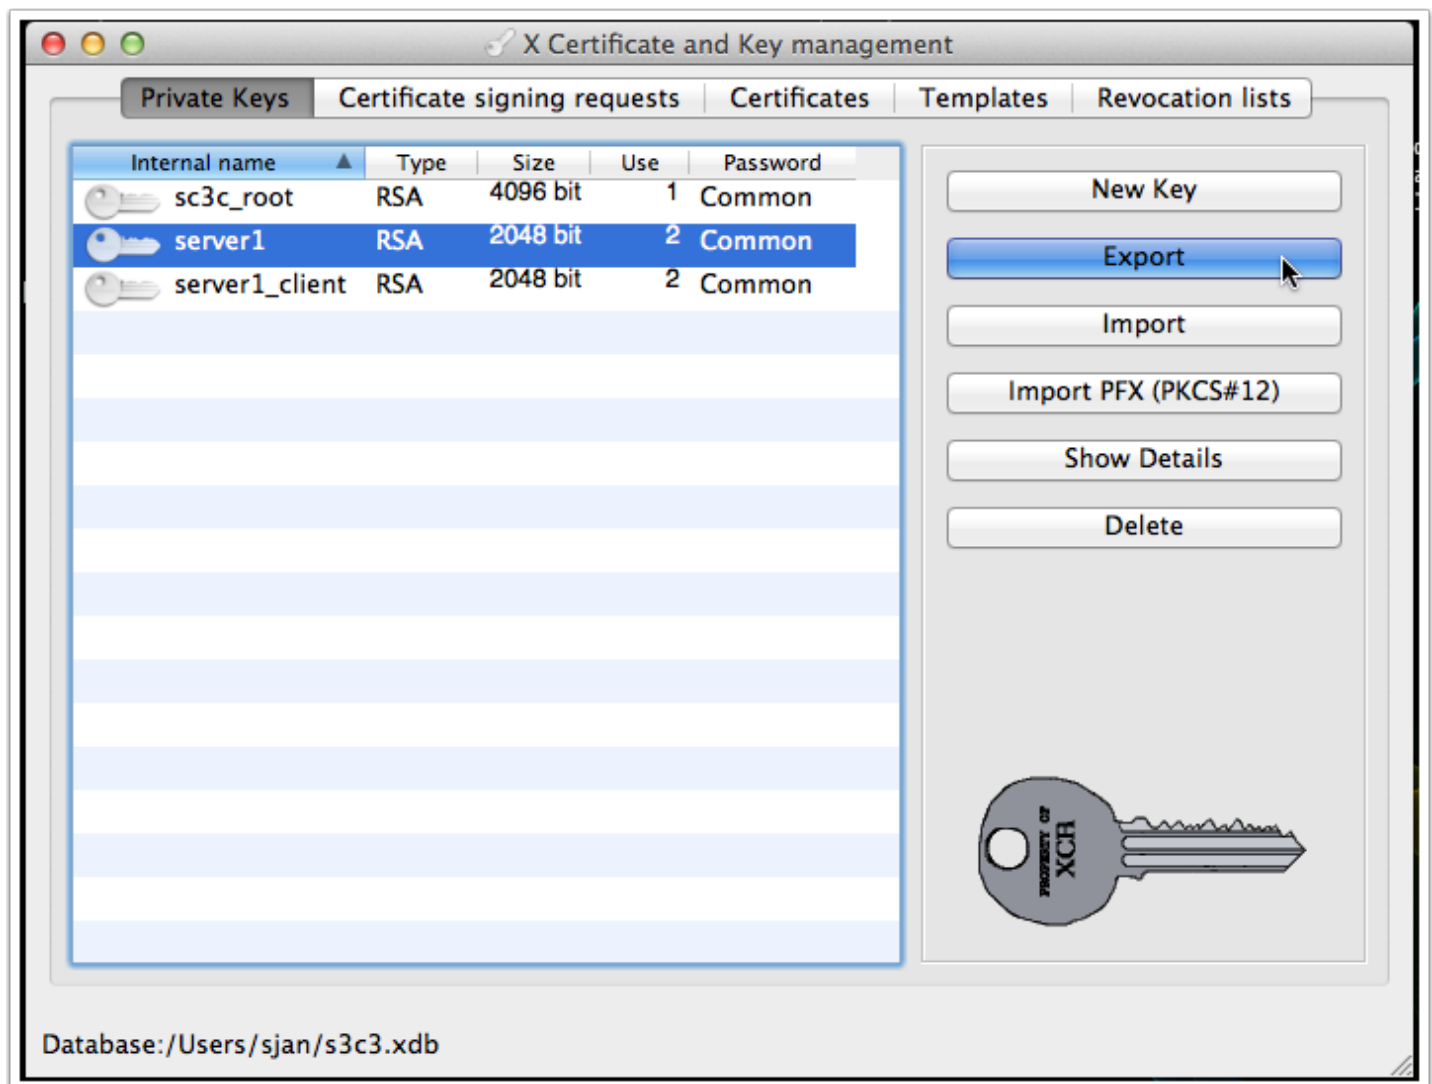 X Certificate and Key management
Private Keys Certificate signing requests Certificates Templates Revocation lists
Internal name Type Size Use Password
sc3c_root RSA 4096 bit 1 Common
server1 RSA 2048 bit 2 Common
server1_client RSA 2048 bit 2 Common
New Key
Export
Import
Import PFX (PKCS#12)
Show Details
Delete
PROPERTY OF
XCA
Database:/Users/sjan/s3c3.xdb